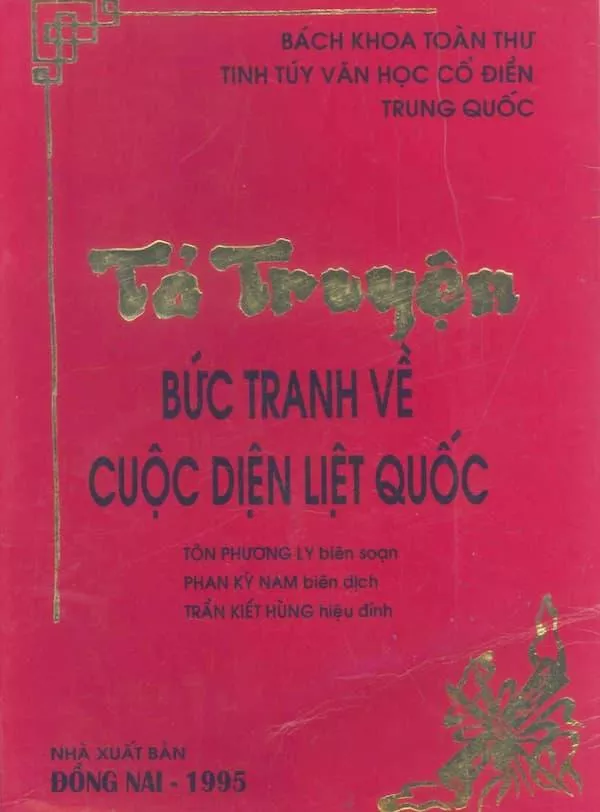 BÁCH KHOA TOÀN THƯ
TINH TÚY VĂN HỌC CỔ ĐIỂN
TRUNG QUỐC
Tả Truyện
BỨC TRANH VỀ
CUỘC DIỆN LIỆT QUỐC
TÔN PHƯƠNG LY biên soạn
PHAN KỲ NAM biên dịch
TRẦN KIẾT HÙNG hiệu đính
NHÀ XUẤT BẢN
ĐỒNG NAI - 1995